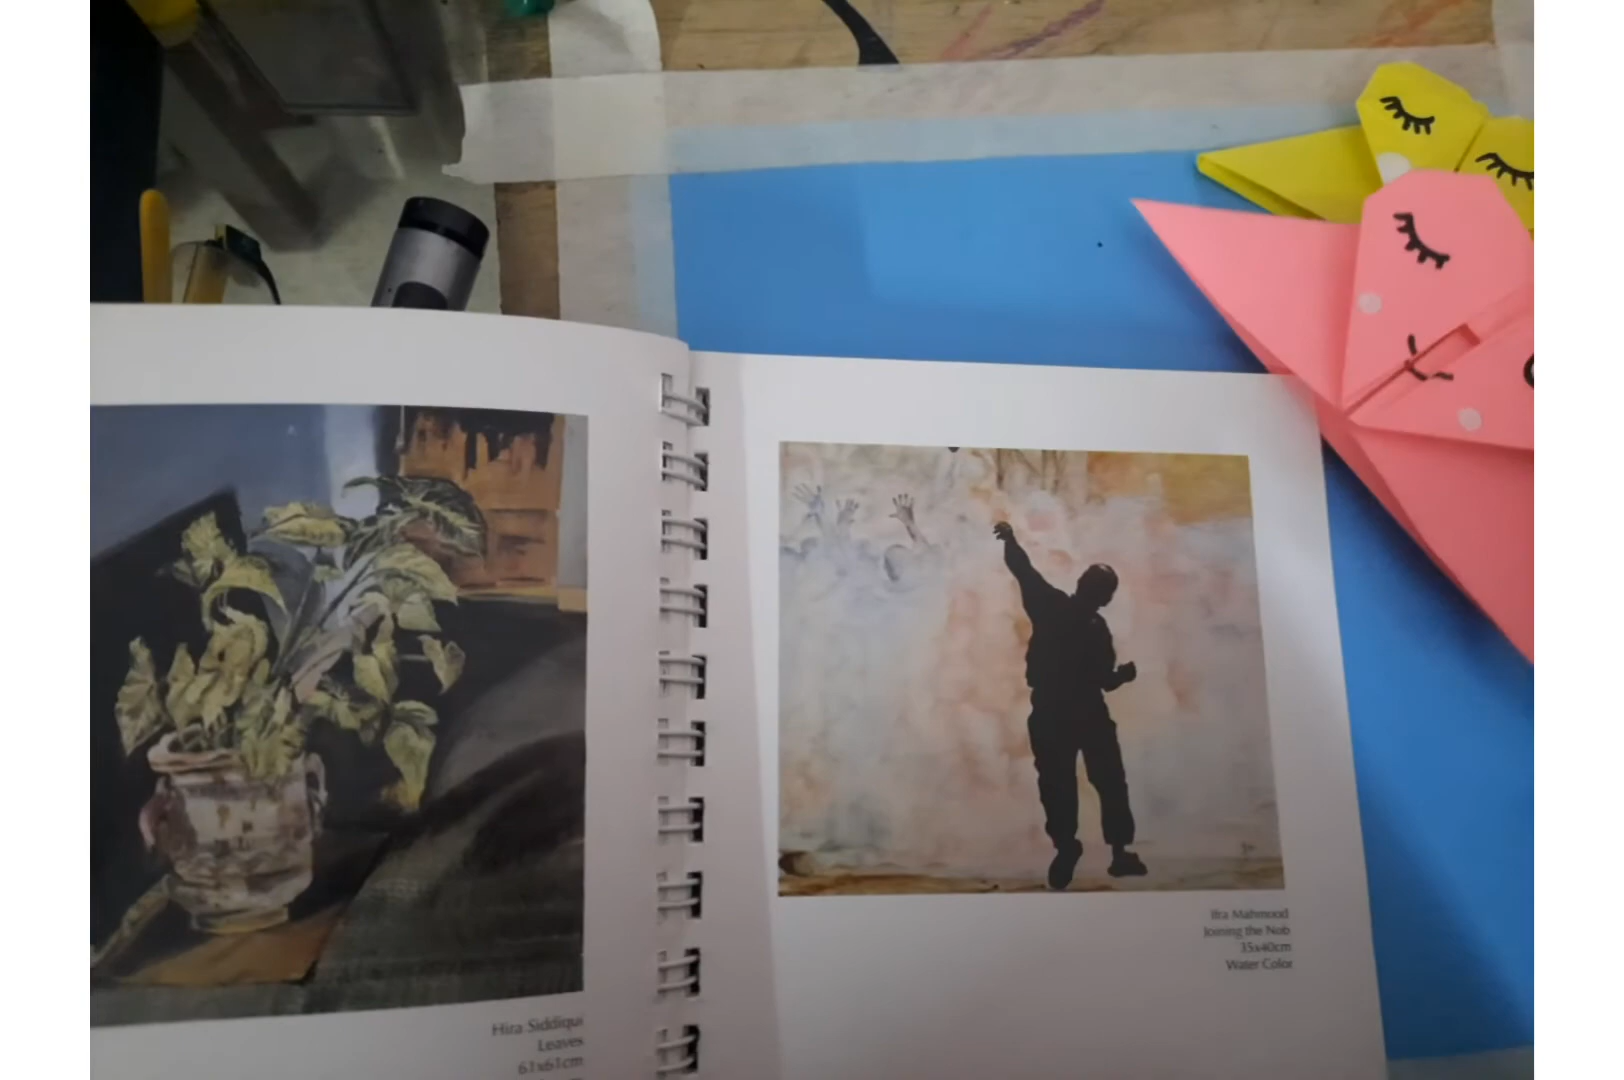 Hira Siddiqui
Leaves
61x61cm
Ifra Mahmood
Joining the Nob
35x40cm
Water Color